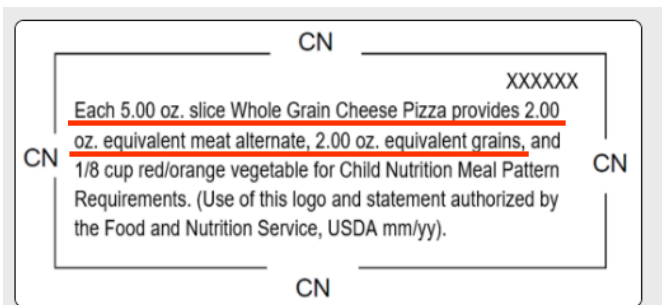 CN
XXXXXX
Each 5.00 oz. slice Whole Grain Cheese Pizza provides 2.00
oz. equivalent meat alternate, 2.00 oz. equivalent grains, and
CN
CN
1/8 cup red/orange vegetable for Child Nutrition Meal Pattern
Requirements. (Use of this logo and statement authorized by
the Food and Nutrition Service, USDA mm/yy).
CN